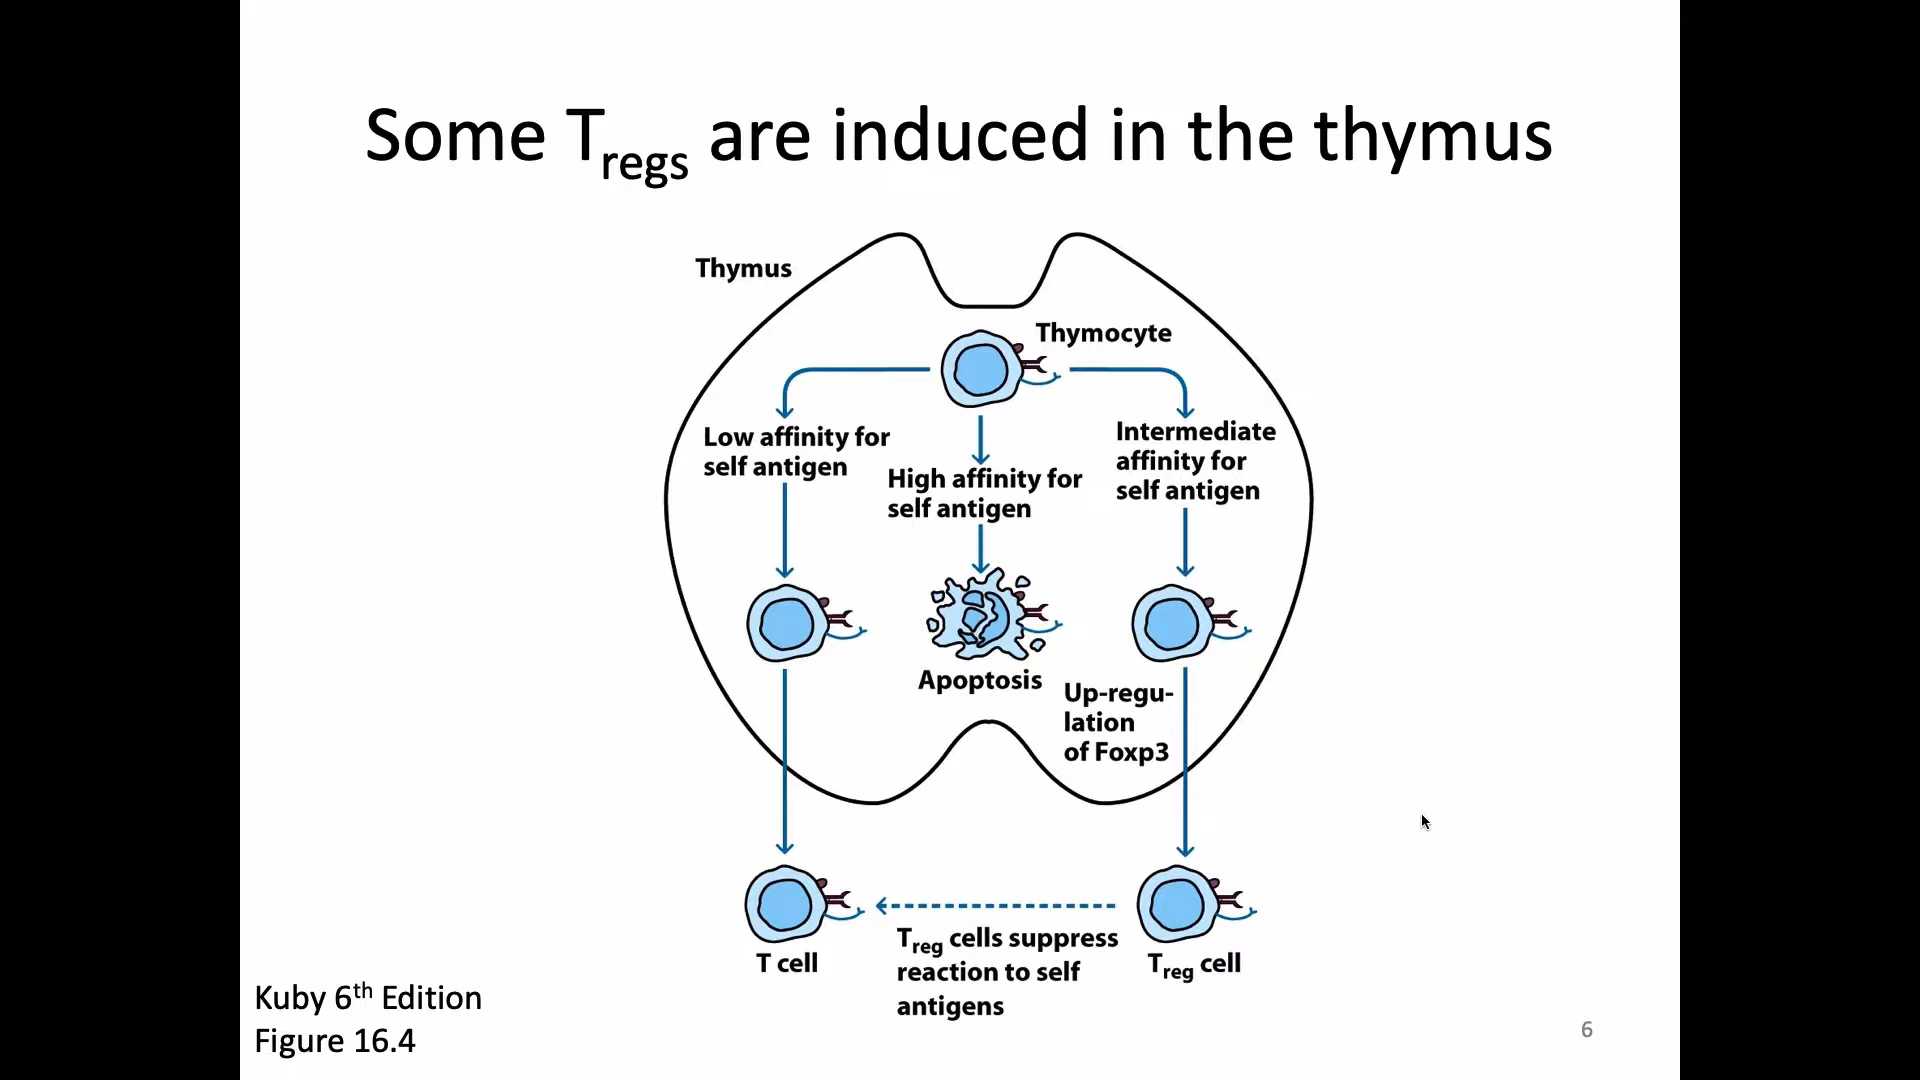 Some Tregs are induced in the thymus
Thymus
Thymocyte
Low affinity for
self antigen
High affinity for
self antigen
Intermediate
affinity for
self antigen
Apoptosis
Up-regu-
lation
of Foxp3
T cell
Treg cells suppress
reaction to self
antigens
Treg cell
Kuby 6th Edition
Figure 16.4
6